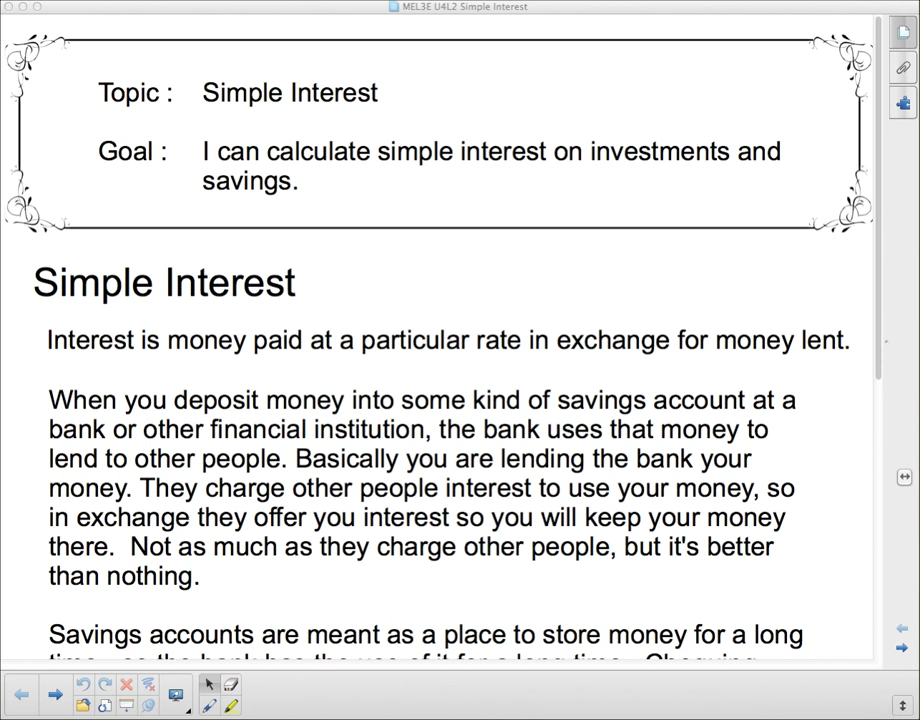 MEL3E U4L2 Simple Interest
Topic : Simple Interest
Goal : I can calculate simple interest on investments and
savings.
Simple Interest
Interest is money paid at a particular rate in exchange for money lent.
When you deposit money into some kind of savings account at a
bank or other financial institution, the bank uses that money to
lend to other people. Basically you are lending the bank your
money. They charge other people interest to use your money, so
in exchange they offer you interest so you will keep your money
there.  Not as much as they charge other people, but it's better
than nothing.
Savings accounts are meant as a place to store money for a long